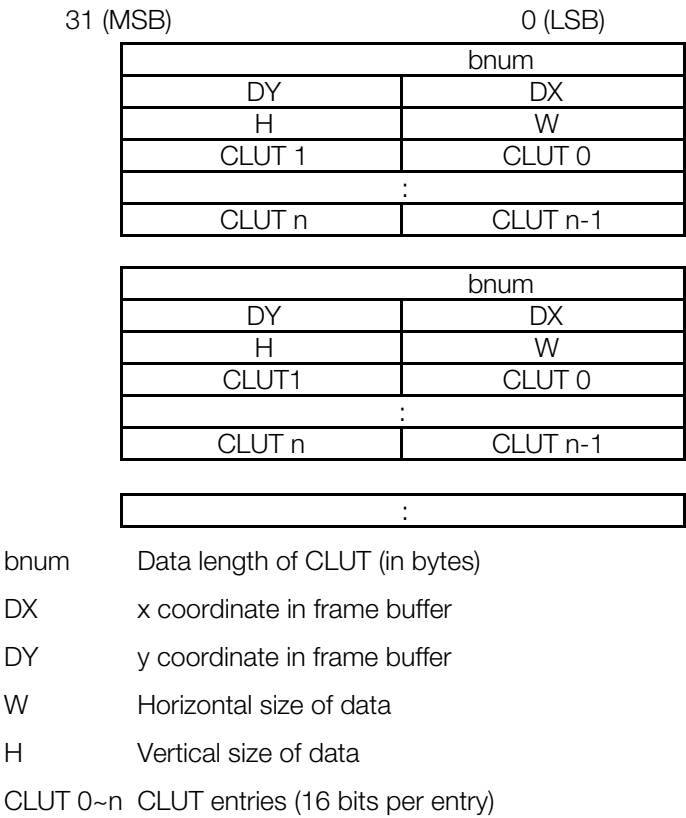 31 (MSB) 0 (LSB)
bnum
DY DX
H W
CLUT 1 CLUT 0
:
CLUT n CLUT n-1
bnum
DY DX
H W
CLUT1 CLUT 0
:
CLUT n CLUT n-1
:
bnum Data length of CLUT (in bytes)
DX x coordinate in frame buffer
DY y coordinate in frame buffer
W Horizontal size of data
H Vertical size of data
CLUT 0~n CLUT entries (16 bits per entry)